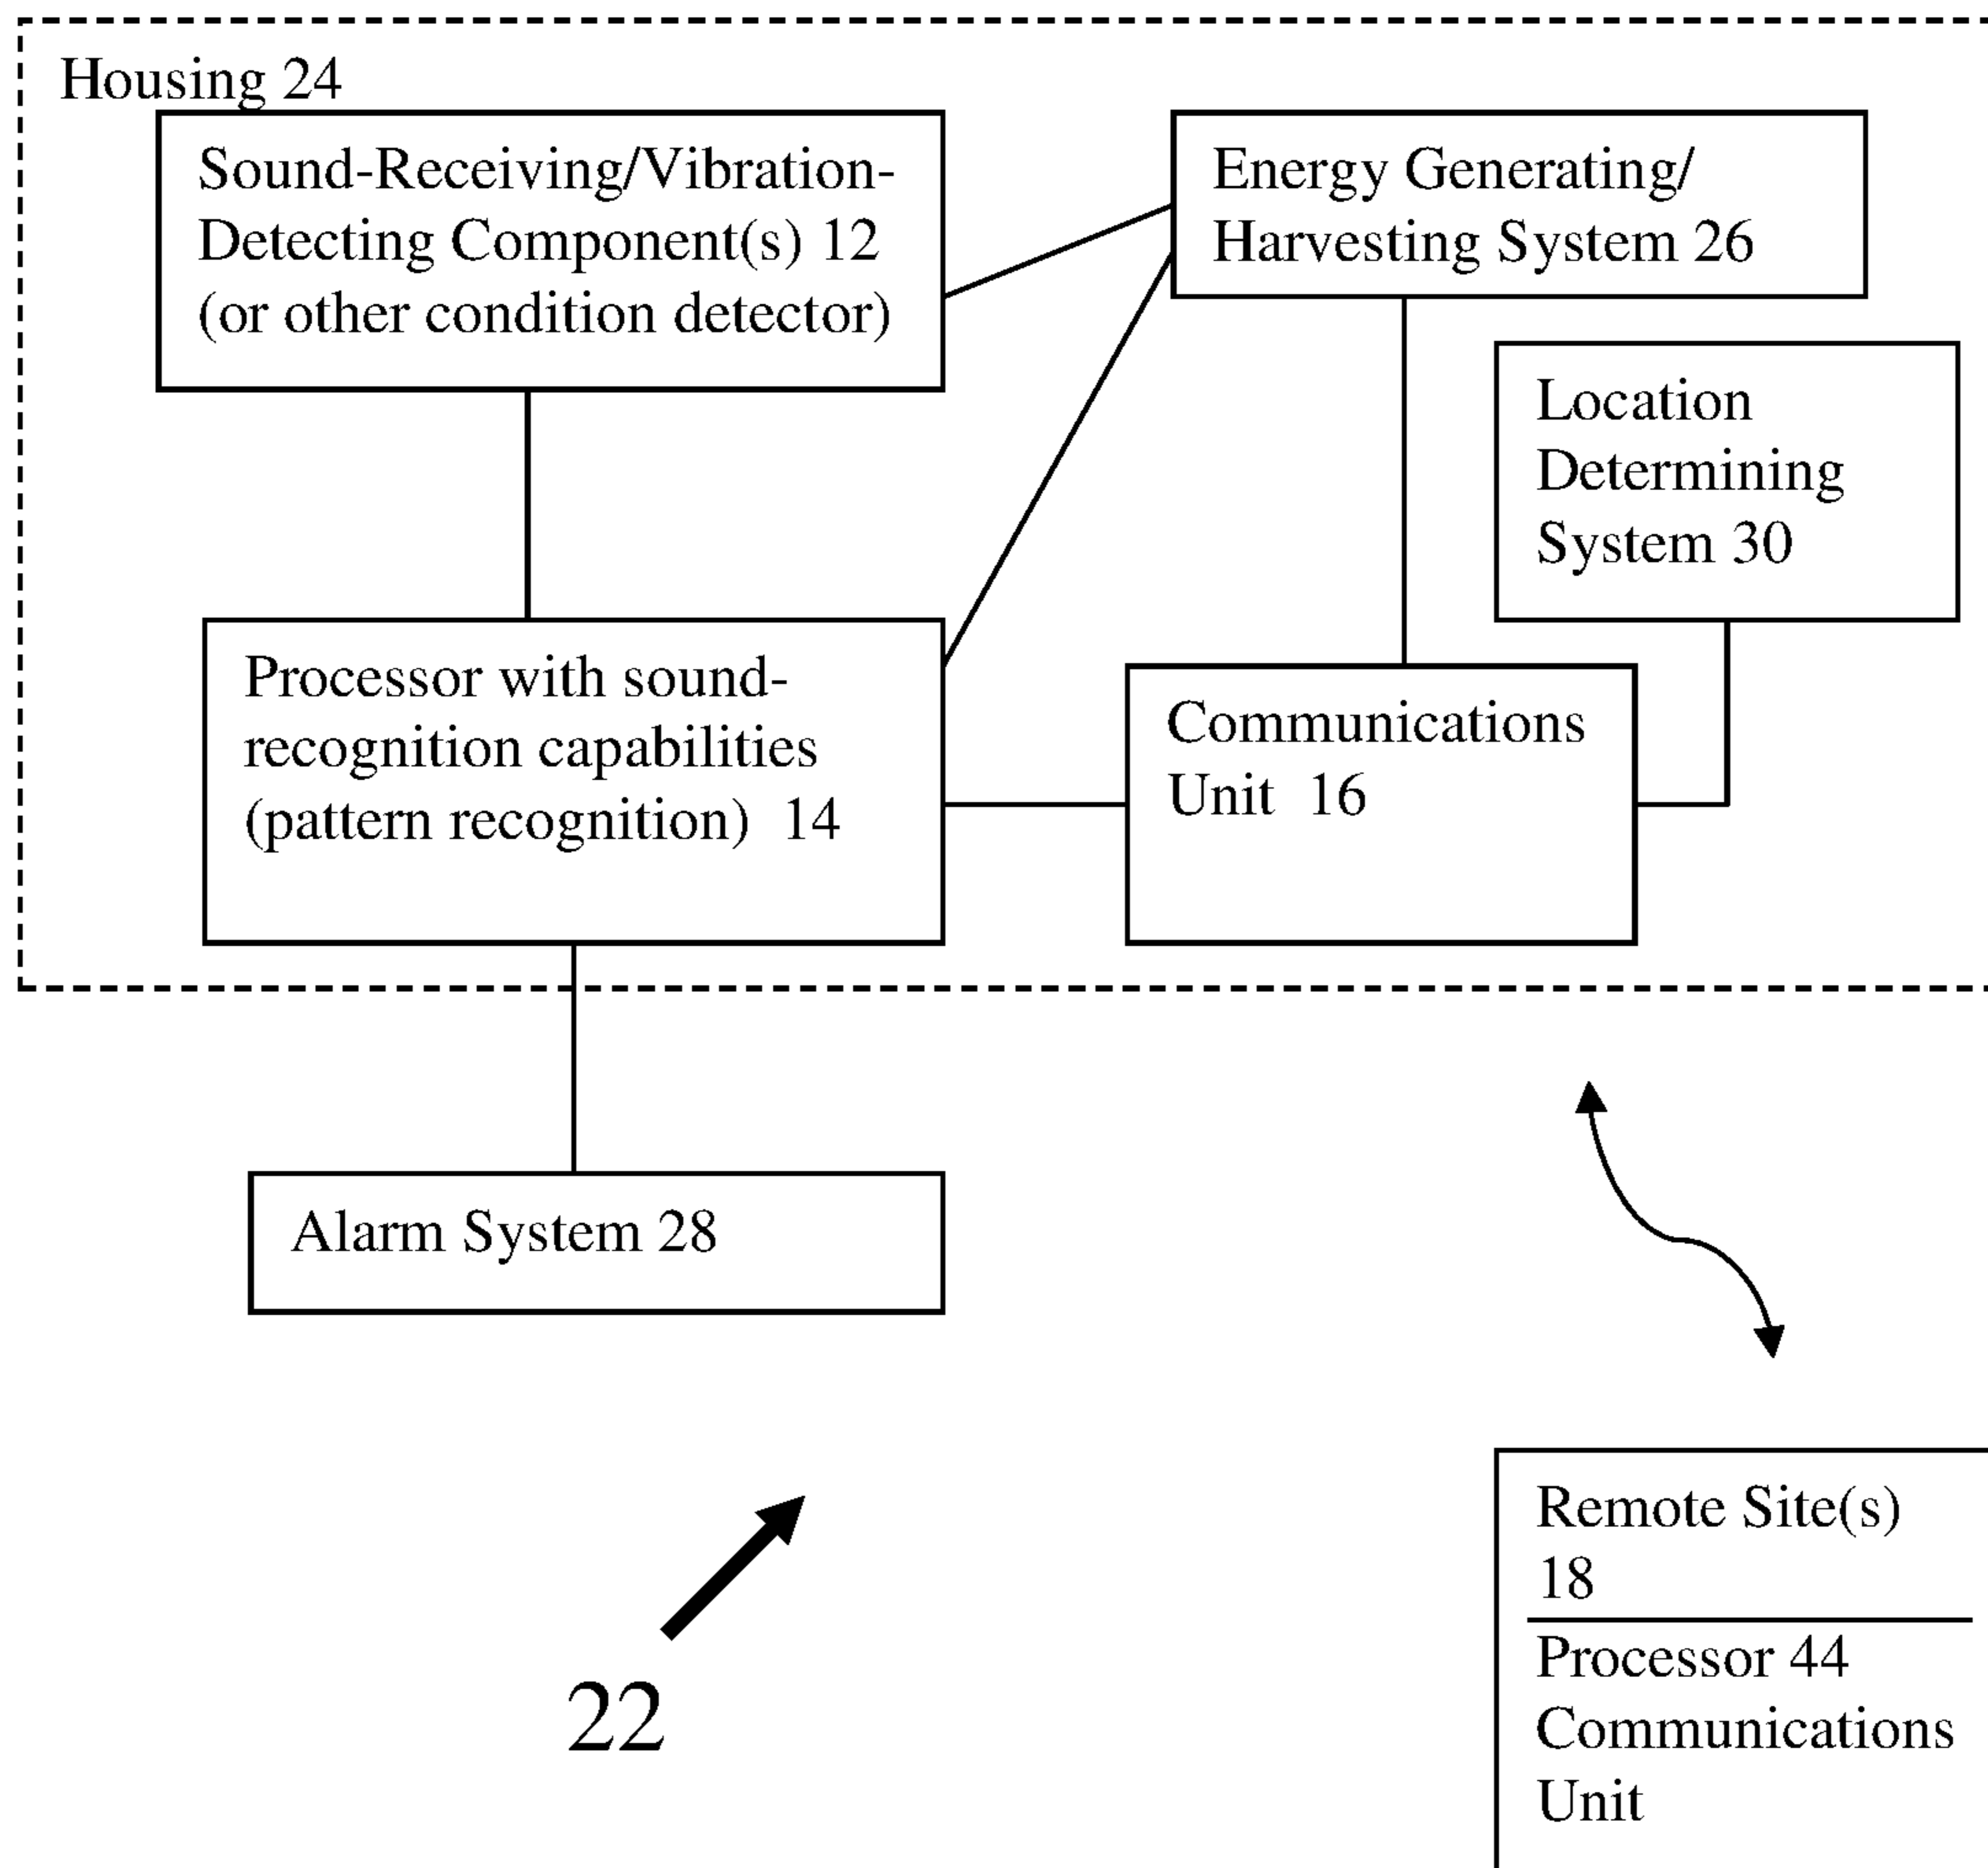 Housing 24
Sound-Receiving/Vibration-
Detecting Component(s) 12
(or other condition detector)
Energy Generating/
Harvesting System 26
Location
Determining
System 30
Processor with sound-
recognition capabilities
(pattern recognition) 14
Communications
Unit 16
Alarm System 28
22
Remote Site(s)
18
Processor 44
Communications
Unit